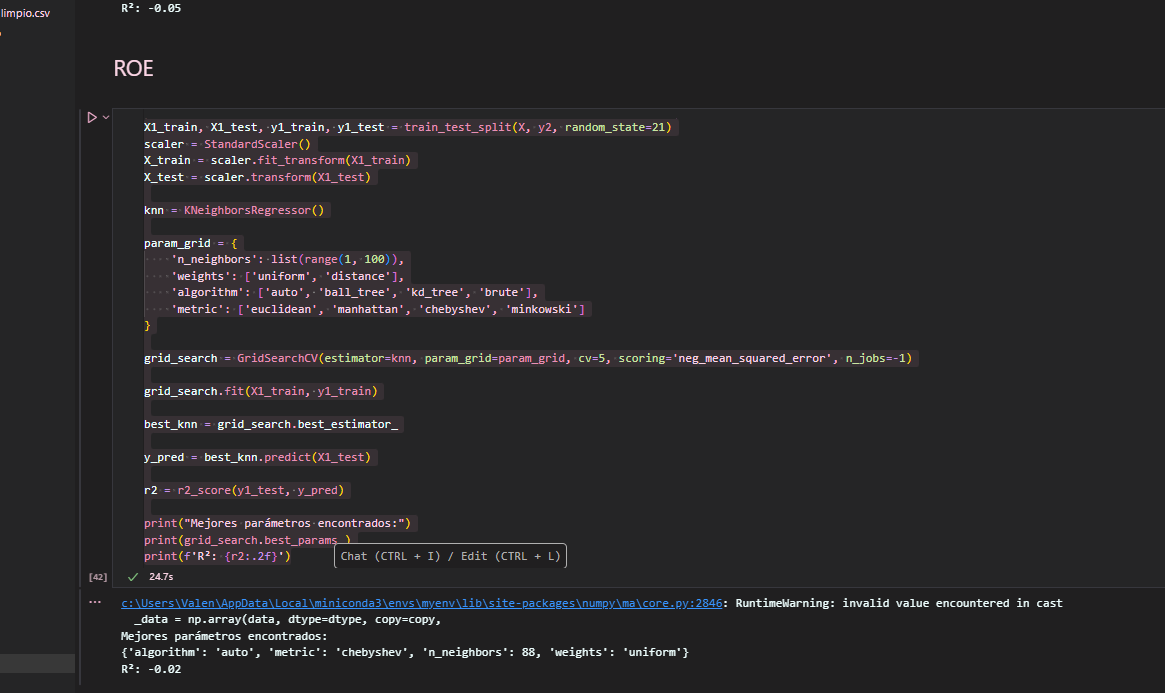 limpio.csv
R²: -0.05
ROE
X1_train, X1_test, y1_train, y1_test = train_test_split(X, y2, random_state=21)
scaler = StandardScaler()
X_train = scaler.fit_transform(X1_train)
X_test = scaler.transform(X1_test)
knn = KNeighborsRegressor()
param_grid = {
····'n_neighbors': list(range(1, 100)),
····'weights': ['uniform', 'distance'],
····'algorithm': ['auto', 'ball_tree', 'kd_tree', 'brute'],
····'metric': ['euclidean', 'manhattan', 'chebyshev', 'minkowski']
}
grid_search = GridSearchCV(estimator=knn, param_grid=param_grid, cv=5, scoring='neg_mean_squared_error', n_jobs=-1)
grid_search.fit(X1_train, y1_train)
best_knn = grid_search.best_estimator_
y_pred = best_knn.predict(X1_test)
r2 = r2_score(y1_test, y_pred)
print("Mejores parámetros encontrados:")
print(grid_search.best_params_)
print(f'R²: {r2:.2f}')
Chat (CTRL + I) / Edit (CTRL + L)
[42]
24.7s
c:\Users\Valen\AppData\Local\miniconda3\envs\myenv\lib\site-packages\numpy\ma\core.py:2846: RuntimeWarning: invalid value encountered in cast
_data = np.array(data, dtype=dtype, copy=copy,
Mejores parámetros encontrados:
{'algorithm': 'auto', 'metric': 'chebyshev', 'n_neighbors': 88, 'weights': 'uniform'}
R²: -0.02